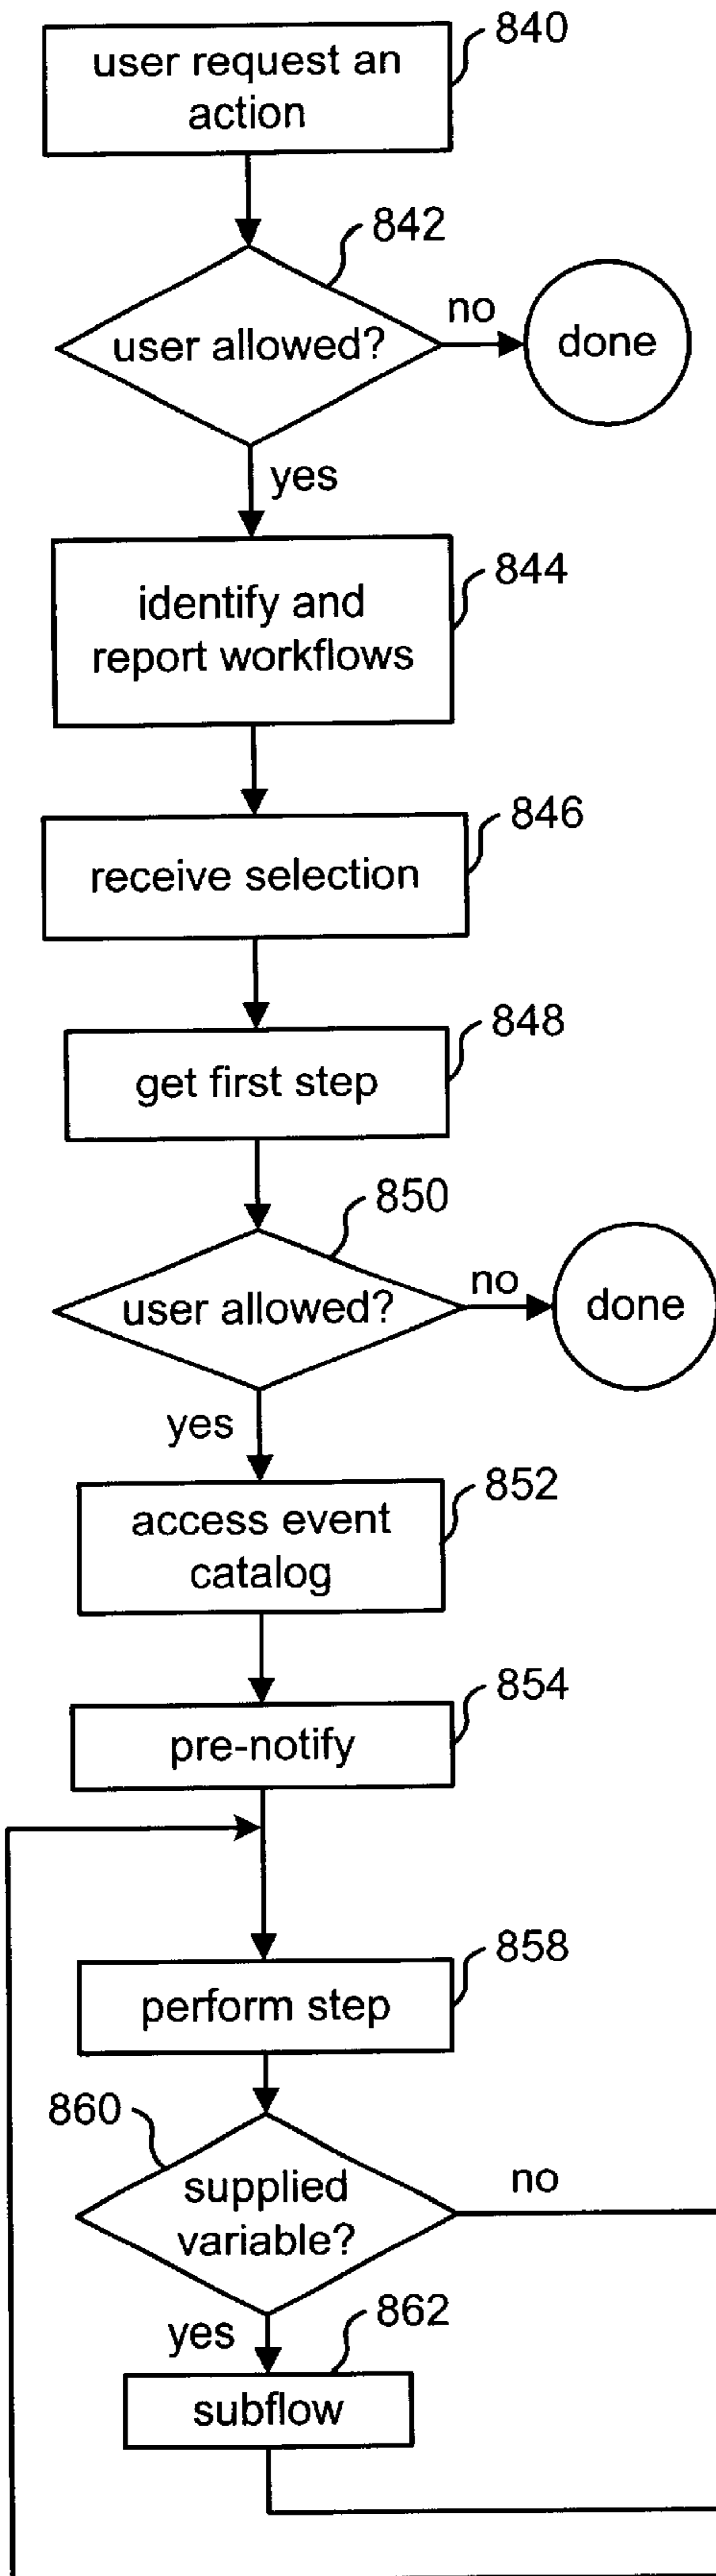 user request an
action
840
842
user allowed?
no
done
yes
identify and
report workflows
844
846
receive selection
848
get first step
850
user allowed?
no
done
yes
access event
catalog
852
854
pre-notify
858
perform step
860
supplied
variable?
no
yes
862
subflow